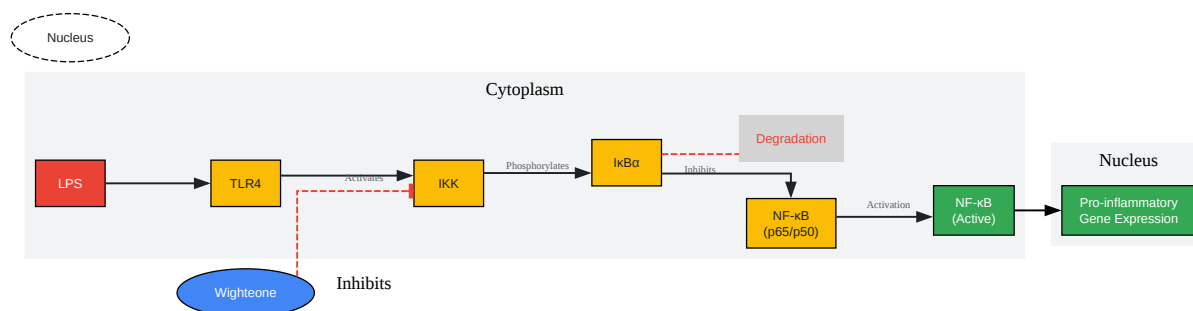 Nucleus
Cytoplasm
Degradation
IκBα
Phosphorylates
Inhibits
Nucleus
LPS
TLR4
Activates
IKK
NF-κB
(p65/p50)
Activation
NF-κB
(Active)
Pro-inflammatory
Gene Expression
Wighteone
Inhibits